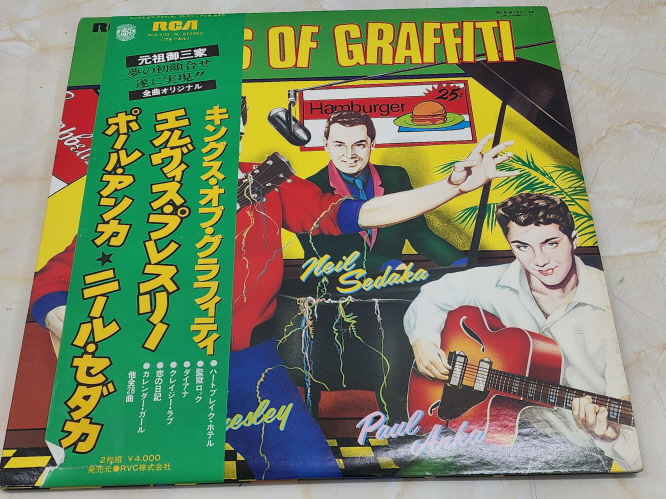 RCA
RCA-9132~34 STEREO
S OF GRAFFITI
元祖御三家
夢の初顔合せ
遂に実現!!
全曲オリジナル
キングス・オブ・グラフィティ
エルヴィスプレスリー
ポール・アンカ★ニール・セダカ
●ハートブレイク・ホテル
●監獄ロック
●ダイアナ
●クレイジー・ラブ
●恋の日記
●カレンダー・ガール
他全28曲
2枚組 ¥4,000
発売元●RVC株式会社
Hamburger
25¢
Neil
Sedaka
esley
Paul
Anka